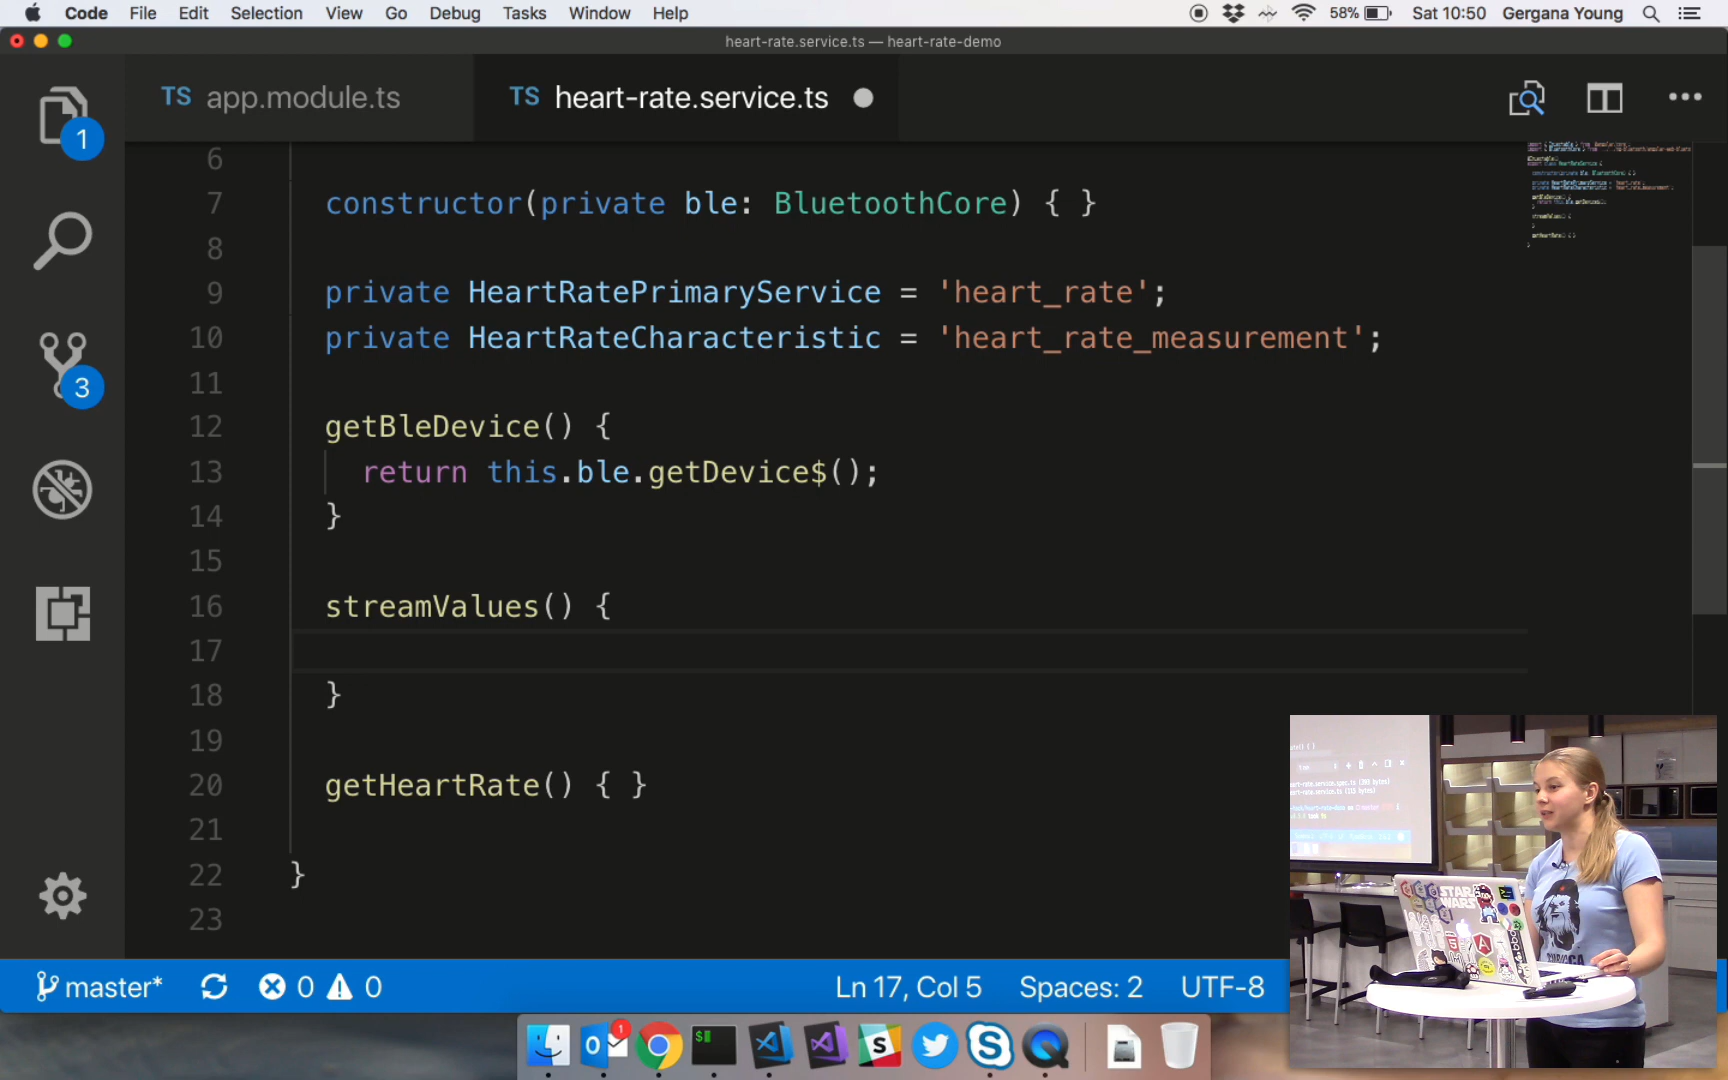 Code File Edit Selection View Go Debug Tasks Window Help 58% Sat 10:50 Gergana Young
heart-rate.service.ts — heart-rate-demo
TS app.module.ts TS heart-rate.service.ts
1
3
6
7 constructor(private ble: BluetoothCore) { }
8
9 private HeartRatePrimaryService = 'heart_rate';
10 private HeartRateCharacteristic = 'heart_rate_measurement';
11
12 getBleDevice() {
13 return this.ble.getDevice$();
14 }
15
16 streamValues() {
17
18 }
19
20 getHeartRate() { }
21
22 }
23
STAR
WARS
master* 0 0 Ln 17, Col 5 Spaces: 2 UTF-8
1